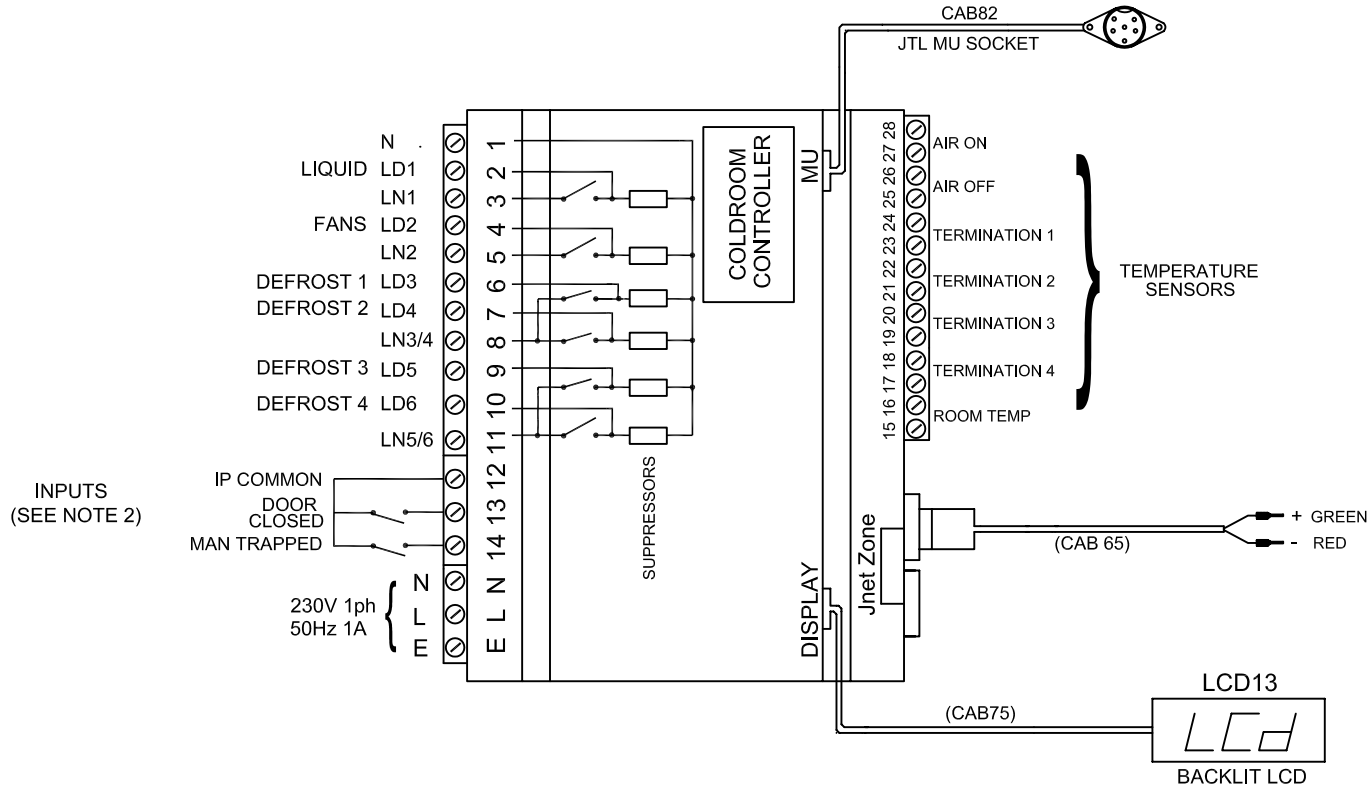 CAB82
JTL MU SOCKET
N . 1
LIQUID LD1 2
LN1 3
FANS LD2 4
LN2 5
DEFROST 1 LD3 6
DEFROST 2 LD4 7
LN3/4 8
DEFROST 3 LD5 9
DEFROST 4 LD6 10
LN5/6 11
INPUTS
(SEE NOTE 2)
IP COMMON 12
DOOR
CLOSED 13
MAN TRAPPED 14
230V 1ph
50Hz 1A
N N
L L
E E
SUPPRESSORS
COLDROOM
CONTROLLER
MU
DISPLAY
Jnet Zone
28
27
AIR ON
26
25
AIR OFF
24
23
TERMINATION 1
22
21
TERMINATION 2
20
19
TERMINATION 3
18
17
TERMINATION 4
16
15
ROOM TEMP
TEMPERATURE
SENSORS
(CAB 65)
+ GREEN
- RED
(CAB75)
LCD13
LCd
BACKLIT LCD